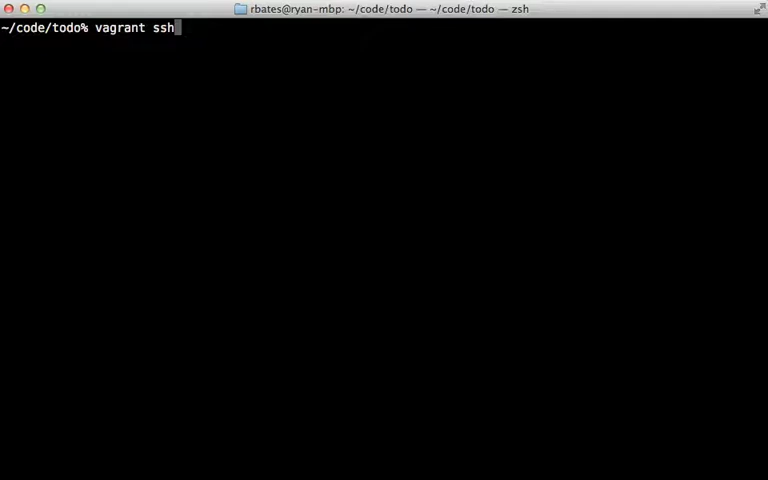 rbates@ryan-mbp: ~/code/todo — ~/code/todo — zsh
~/code/todo% vagrant ssh